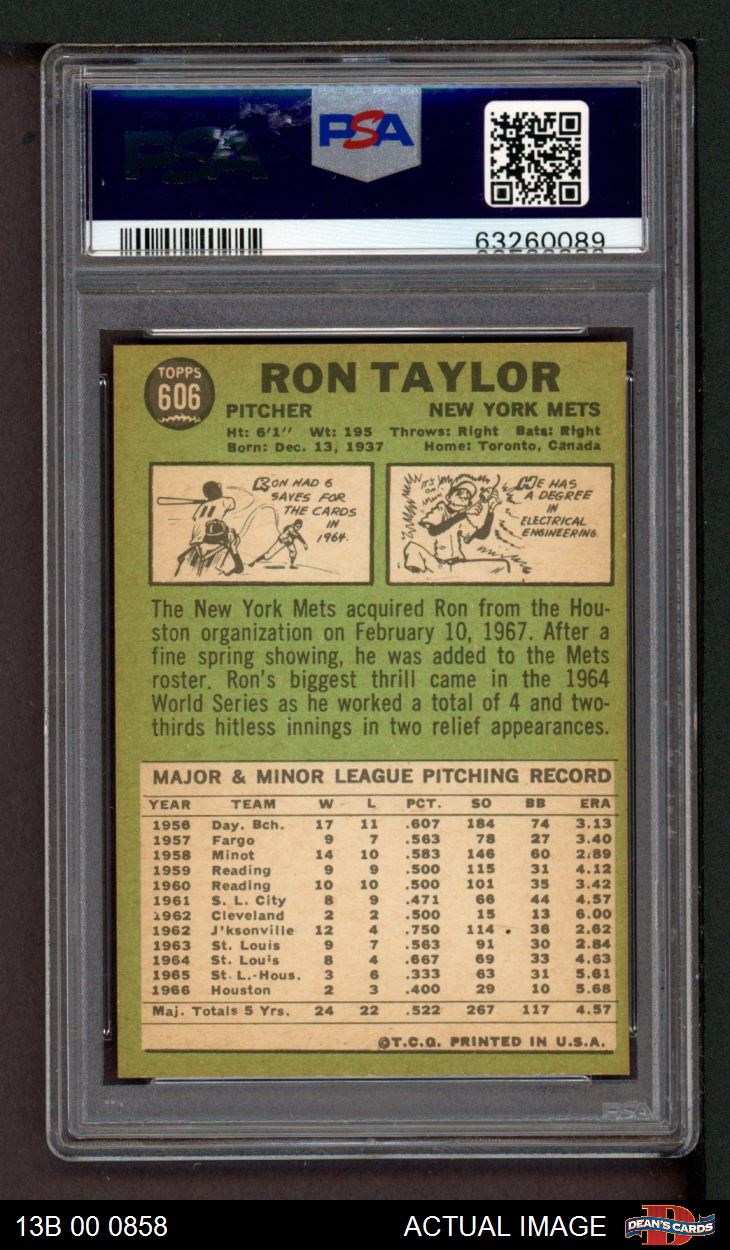 PSA
PSA
63260089
TOPPS
606
RON TAYLOR
PITCHER NEW YORK METS
Ht: 6'1" Wt: 195 Throws: Right Bats: Right
Born: Dec. 13, 1937 Home: Toronto, Canada
RON HAD 6
SAVES FOR
THE CARDS
IN
1964.
IT'S
ON
HE HAS
A DEGREE
IN
ELECTRICAL
ENGINEERING.
The New York Mets acquired Ron from the Hou-
ston organization on February 10, 1967. After a
fine spring showing, he was added to the Mets
roster. Ron's biggest thrill came in the 1964
World Series as he worked a total of 4 and two-
thirds hitless innings in two relief appearances.
MAJOR & MINOR LEAGUE PITCHING RECORD
YEAR TEAM W L PCT. SO BB ERA
1956 Day. Bch. 17 11 .607 184 74 3.13
1957 Fargo 9 7 .563 78 27 3.40
1958 Minot 14 10 .583 146 60 2.89
1959 Reading 9 9 .500 115 31 4.12
1960 Reading 10 10 .500 101 35 3.42
1961 S. L. City 8 9 .471 66 44 4.57
1962 Cleveland 2 2 .500 15 13 6.00
1962 J'ksonville 12 4 .750 114 36 2.62
1963 St. Louis 9 7 .563 91 30 2.84
1964 St. Louis 8 4 .667 69 33 4.63
1965 St. L.-Hous. 3 6 .333 63 31 5.61
1966 Houston 2 3 .400 29 10 5.68
Maj. Totals 5 Yrs. 24 22 .522 267 117 4.57
©T.C.G. PRINTED IN U.S.A.
PSA
13B 00 0858 ACTUAL IMAGE DEAN'S CARDS